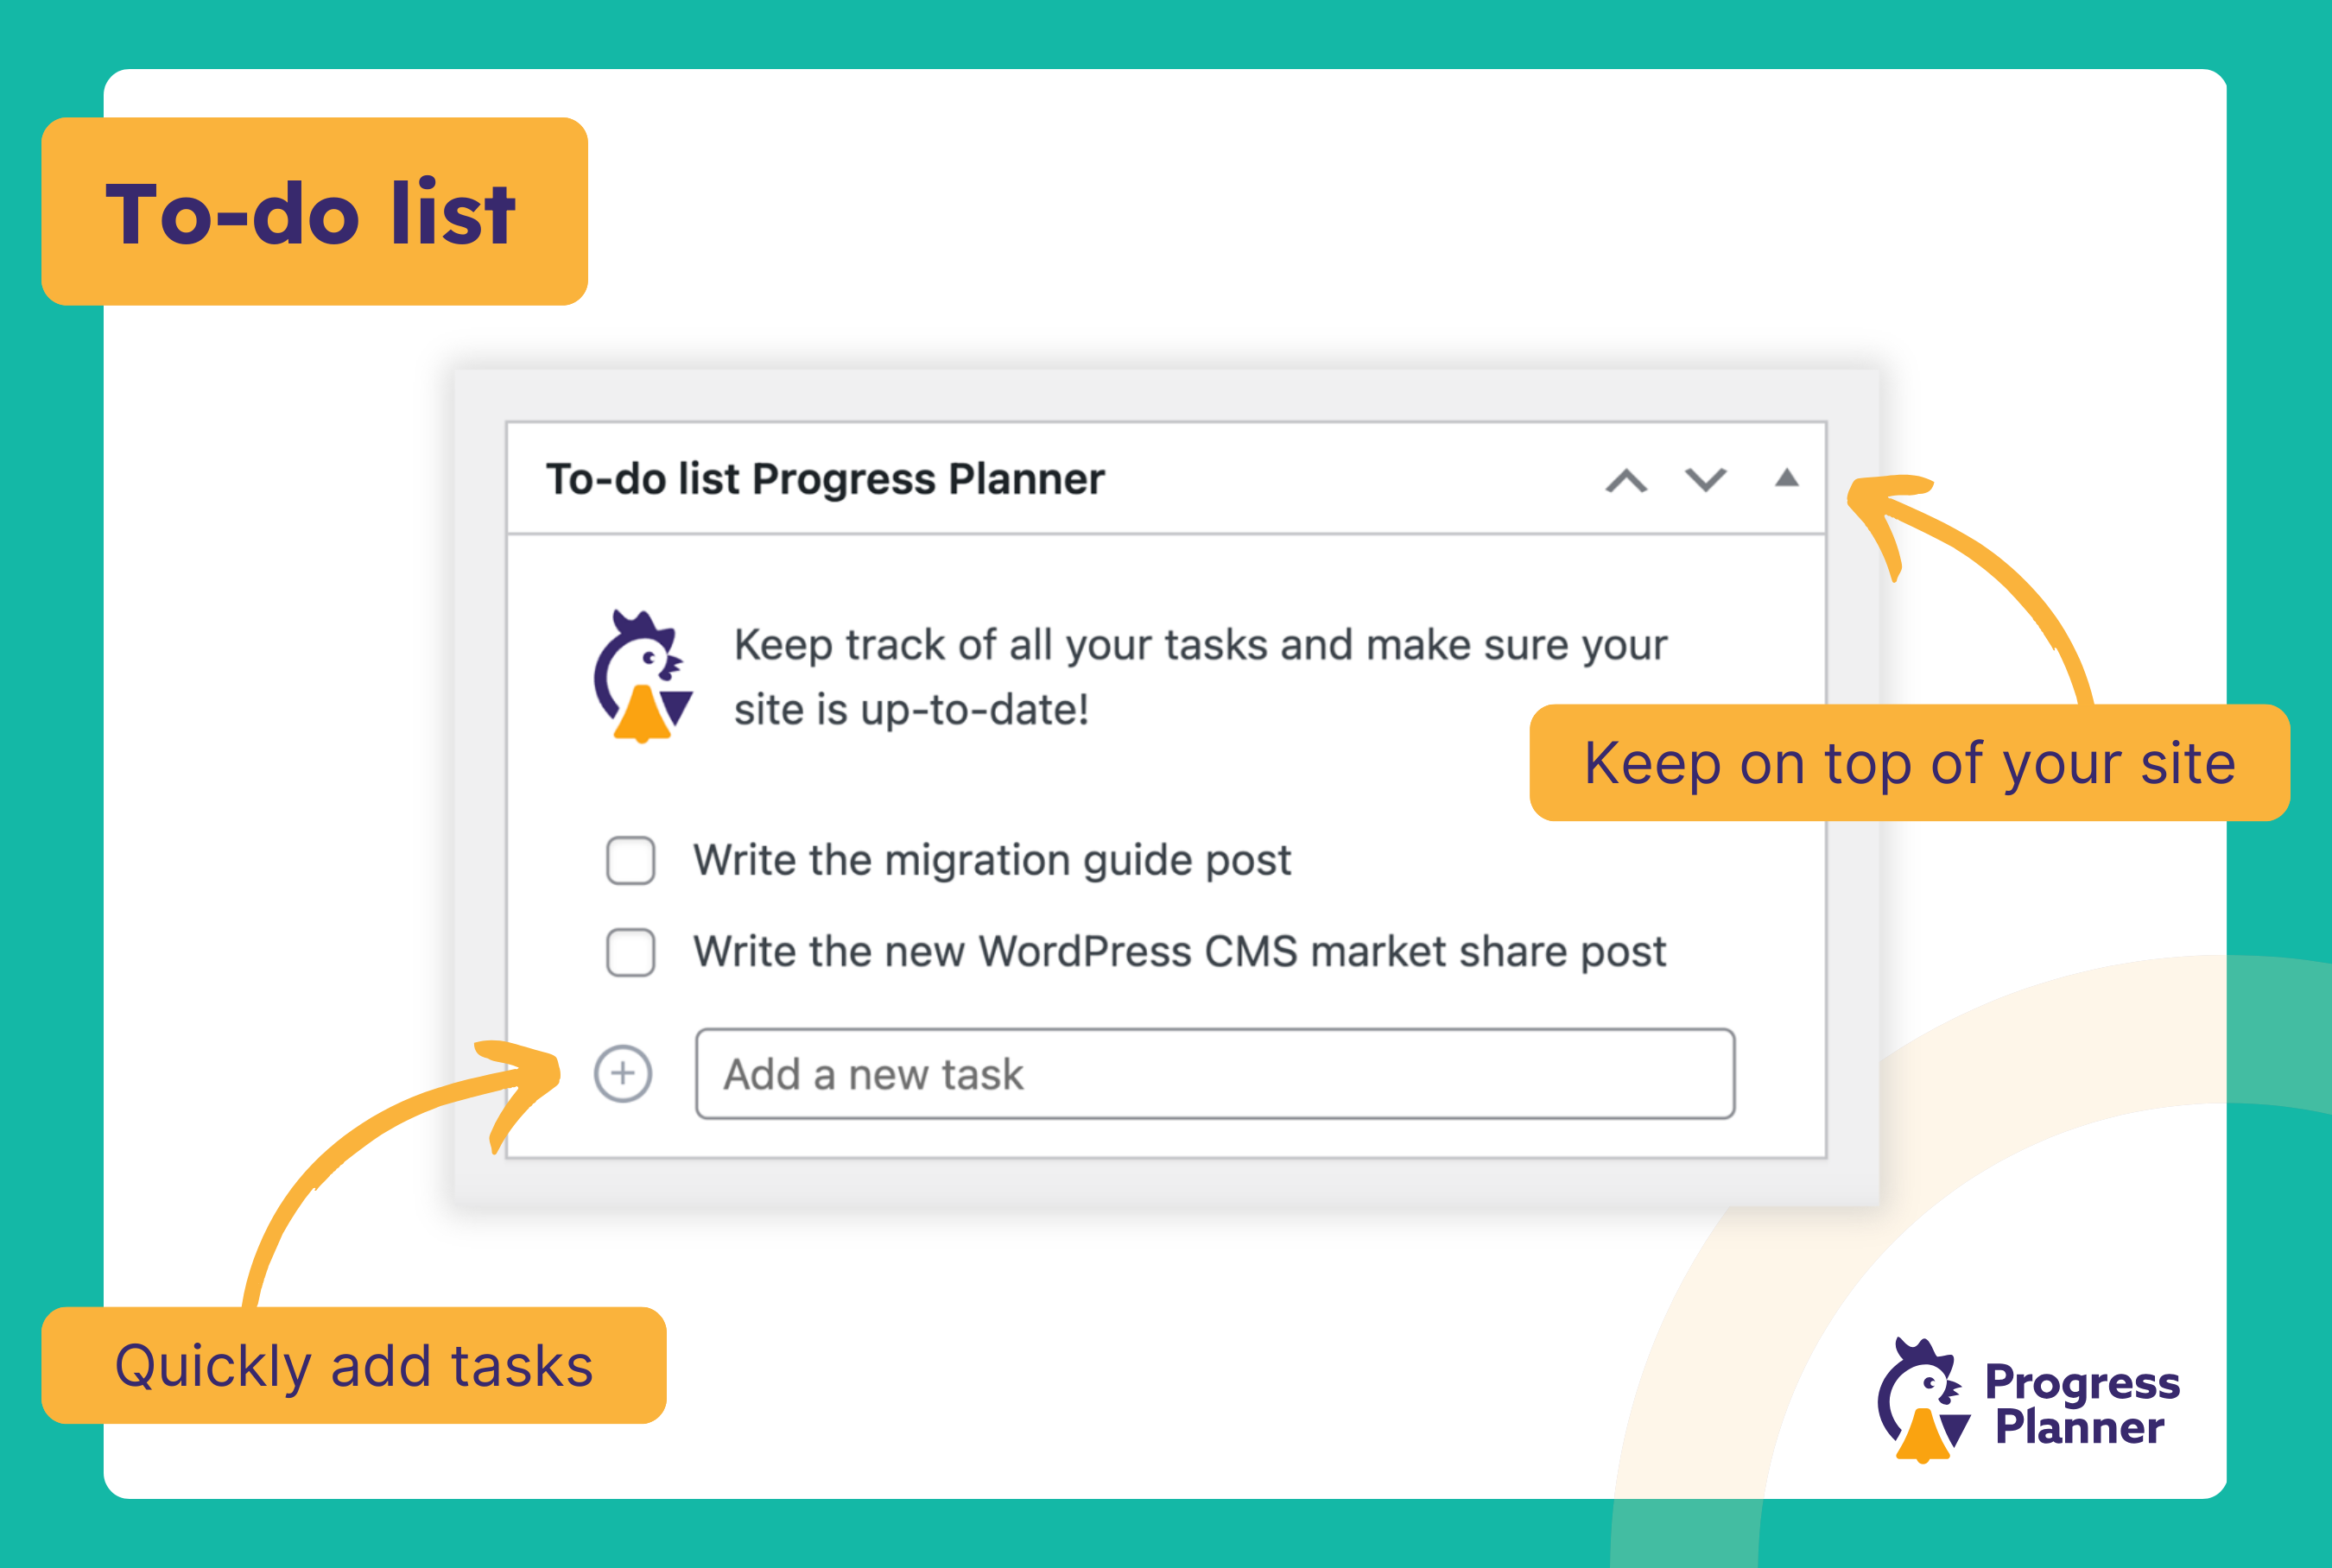 To-do list
To-do list Progress Planner
Keep track of all your tasks and make sure your
site is up-to-date!
Keep on top of your site
Write the migration guide post
Write the new WordPress CMS market share post
Add a new task
Quickly add tasks
Progress
Planner